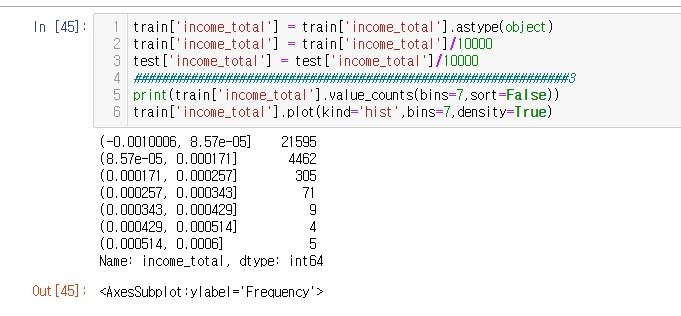 In [45]:
1 train['income_total'] = train['income_total'].astype(object)
2 train['income_total'] = train['income_total']/10000
3 test['income_total'] = test['income_total']/10000
4 ##############################################################3
5 print(train['income_total'].value_counts(bins=7,sort=False))
6 train['income_total'].plot(kind='hist',bins=7,density=True)
(-0.0010006, 8.57e-05] 21595
(8.57e-05, 0.000171] 4462
(0.000171, 0.000257] 305
(0.000257, 0.000343] 71
(0.000343, 0.000429] 9
(0.000429, 0.000514] 4
(0.000514, 0.0006] 5
Name: income_total, dtype: int64
Out[45]: <AxesSubplot:ylabel='Frequency'>